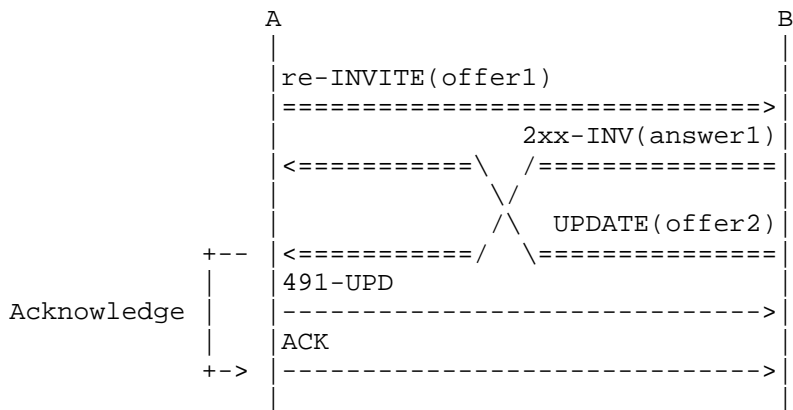 A B
re-INVITE(offer1)
2xx-INV(answer1)
UPDATE(offer2)
491-UPD
Acknowledge
ACK